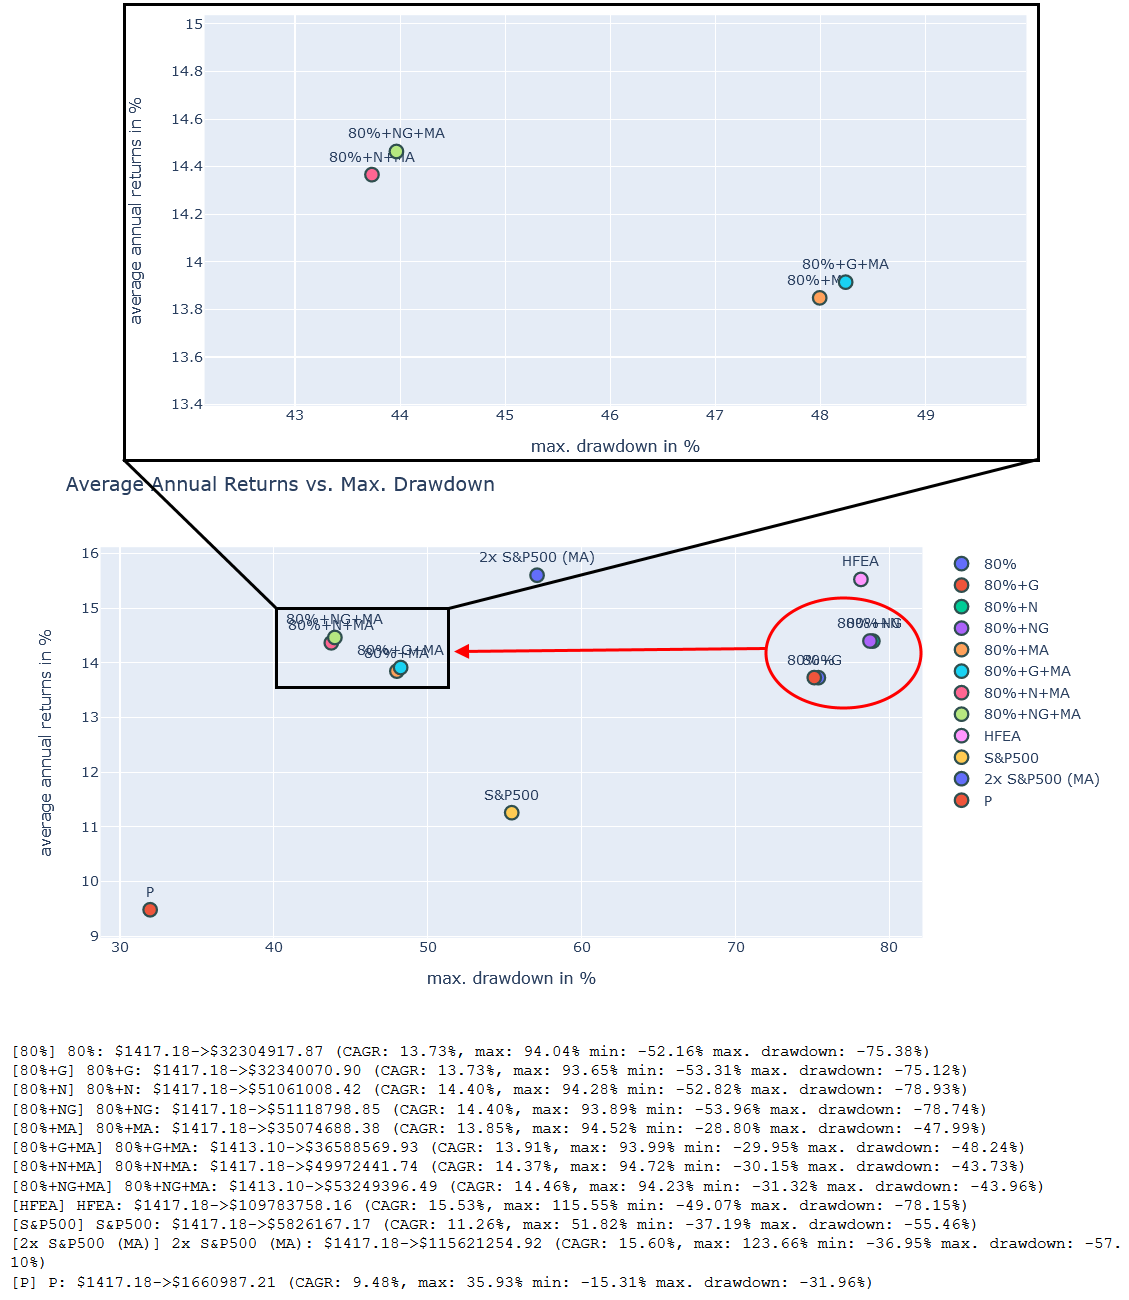 15
14.8
14.6
14.4
14.2
14
13.8
13.6
13.4
average annual returns in %
80%+NG+MA
80%+N+MA
80%+G+MA
80%+MA
43
44
45
46
47
48
49
max. drawdown in %
Average Annual Returns vs. Max. Drawdown
16
15
14
13
12
11
10
9
average annual returns in %
2x S&P500 (MA)
HFEA
80%+NG+MA
80%+N+MA
80%+G+MA
80%+MA
80%+NG
80%+N
80%+G
80%
S&P500
P
30
40
50
60
70
80
max. drawdown in %
80%
80%+G
80%+N
80%+NG
80%+MA
80%+G+MA
80%+N+MA
80%+NG+MA
HFEA
S&P500
2x S&P500 (MA)
P
[80%] 80%: $1417.18->$32304917.87 (CAGR: 13.73%, max: 94.04% min: -52.16% max. drawdown: -75.38%)
[80%+G] 80%+G: $1417.18->$32340070.90 (CAGR: 13.73%, max: 93.65% min: -53.31% max. drawdown: -75.12%)
[80%+N] 80%+N: $1417.18->$51061008.42 (CAGR: 14.40%, max: 94.28% min: -52.82% max. drawdown: -78.93%)
[80%+NG] 80%+NG: $1417.18->$51118798.85 (CAGR: 14.40%, max: 93.89% min: -53.96% max. drawdown: -78.74%)
[80%+MA] 80%+MA: $1417.18->$35074688.38 (CAGR: 13.85%, max: 94.52% min: -28.80% max. drawdown: -47.99%)
[80%+G+MA] 80%+G+MA: $1413.10->$36588569.93 (CAGR: 13.91%, max: 93.99% min: -29.95% max. drawdown: -48.24%)
[80%+N+MA] 80%+N+MA: $1417.18->$49972441.74 (CAGR: 14.37%, max: 94.72% min: -30.15% max. drawdown: -43.73%)
[80%+NG+MA] 80%+NG+MA: $1413.10->$53249396.49 (CAGR: 14.46%, max: 94.23% min: -31.32% max. drawdown: -43.96%)
[HFEA] HFEA: $1417.18->$109783758.16 (CAGR: 15.53%, max: 115.55% min: -49.07% max. drawdown: -78.15%)
[S&P500] S&P500: $1417.18->$5826167.17 (CAGR: 11.26%, max: 51.82% min: -37.19% max. drawdown: -55.46%)
[2x S&P500 (MA)] 2x S&P500 (MA): $1417.18->$115621254.92 (CAGR: 15.60%, max: 123.66% min: -36.95% max. drawdown: -57.
10%)
[P] P: $1417.18->$1660987.21 (CAGR: 9.48%, max: 35.93% min: -15.31% max. drawdown: -31.96%)